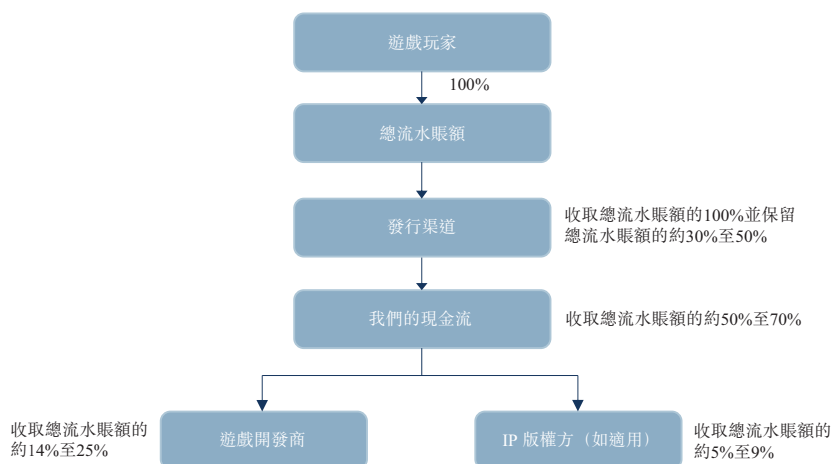 遊戲玩家
100%
總流水賬額
發行渠道
收取總流水賬額的100%並保留
總流水賬額的約30%至50%
我們的現金流
收取總流水賬額的約50%至70%
收取總流水賬額的
約14%至25%
遊戲開發商
IP 版權方（如適用）
收取總流水賬額的
約5%至9%